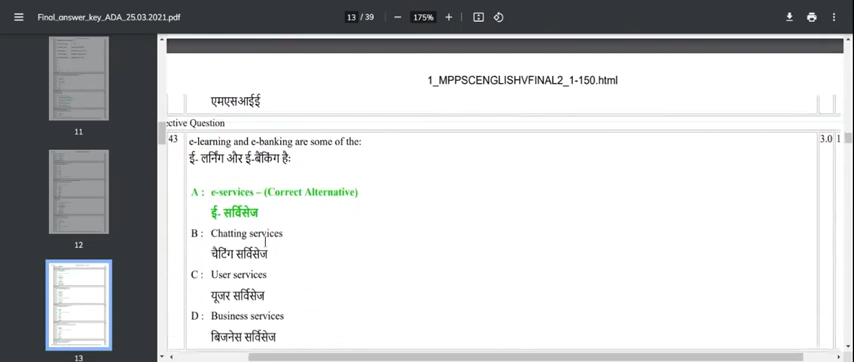 Final_answer_key_ADA_25.03.2021.pdf
13 / 39
175%
1_MPPSCENGLISHVFINAL2_1-150.html
एमएसआईई
ective Question
43 e-learning and e-banking are some of the: 3.0 1
ई- लर्निंग और ई-बैंकिंग है:
A : e-services – (Correct Alternative)
ई- सर्विसेज
B : Chatting services
चैटिंग सर्विसेज
C : User services
यूजर सर्विसेज
D : Business services
बिजनेस सर्विसेज
11
12
13